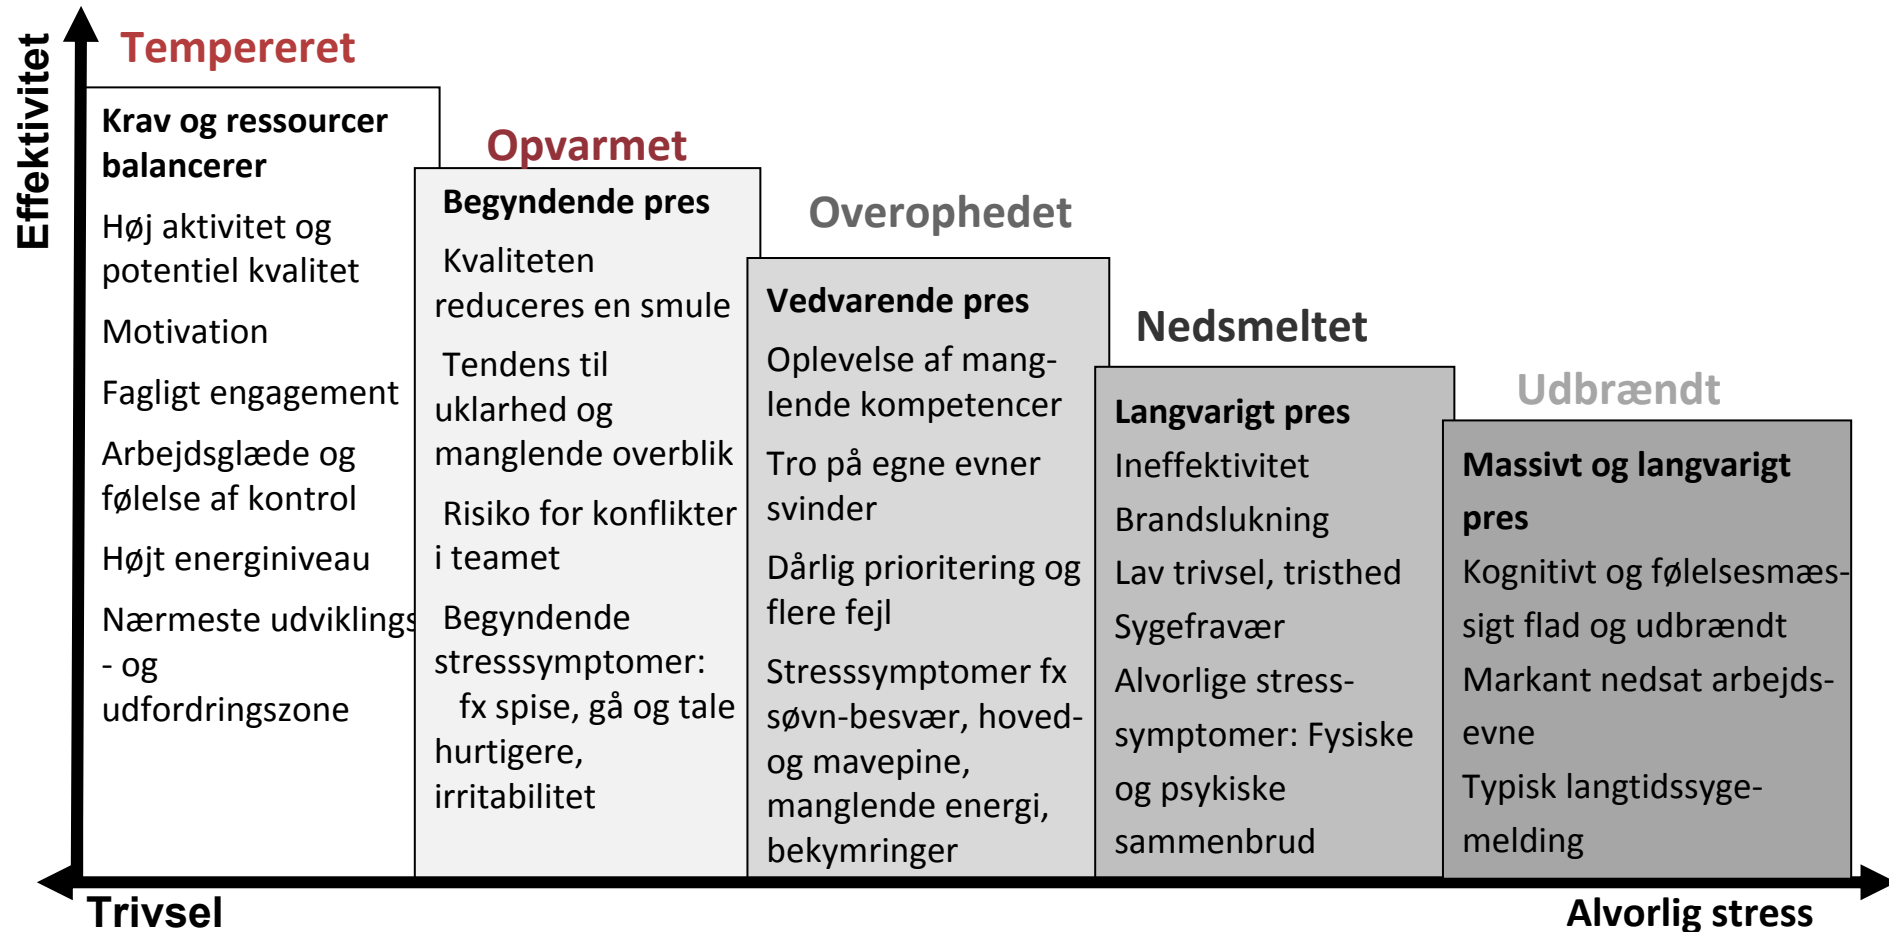 Effektivitet
Tempereret
Krav og ressourcer
balancerer
Høj aktivitet og
potentiel kvalitet
Motivation
Fagligt engagement
Arbejdsglæde og
følelse af kontrol
Højt energiniveau
Nærmeste udviklings
- og
udfordringszone
Opvarmet
Begyndende pres
Kvaliteten
reduceres en smule
Tendens til
uklarhed og
manglende overblik
Risiko for konflikter
i teamet
Begyndende
stresssymptomer:
fx spise, gå og tale
hurtigere,
irritabilitet
Overophedet
Vedvarende pres
Oplevelse af mang-
lende kompetencer
Tro på egne evner
svinder
Dårlig prioritering og
flere fejl
Stresssymptomer fx
søvn-besvær, hoved-
og mavepine,
manglende energi,
bekymringer
Nedsmeltet
Langvarigt pres
Ineffektivitet
Brandslukning
Lav trivsel, tristhed
Sygefravær
Alvorlige stress-
symptomer: Fysiske
og psykiske
sammenbrud
Udbrændt
Massivt og langvarigt
pres
Kognitivt og følelsesmæs-
sigt flad og udbrændt
Markant nedsat arbejds-
evne
Typisk langtidssyge-
melding
Trivsel
Alvorlig stress